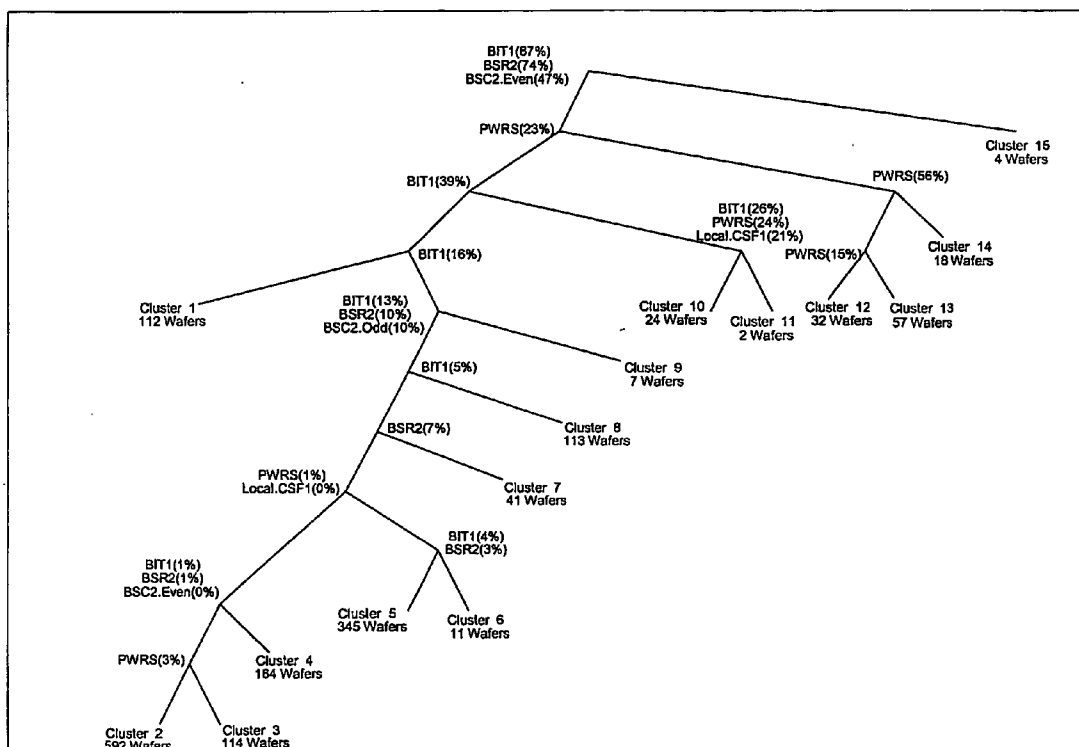 BIT1(67%)
BSR2(74%)
BSC2.Even(47%)
PWRS(23%)
Cluster 15
4 Wafers
BIT1(39%)
PWRS(56%)
BIT1(26%)
PWRS(24%)
Local.CSF1(21%)
BIT1(16%)
PWRS(15%)
Cluster 14
18 Wafers
Cluster 1
112 Wafers
BIT1(13%)
BSR2(10%)
BSC2.Odd(10%)
Cluster 10
24 Wafers
Cluster 11
2 Wafers
Cluster 12
32 Wafers
Cluster 13
57 Wafers
BIT1(5%)
Cluster 9
7 Wafers
BSR2(7%)
Cluster 8
113 Wafers
PWRS(1%)
Local.CSF1(0%)
Cluster 7
41 Wafers
BIT1(4%)
BSR2(3%)
BIT1(1%)
BSR2(1%)
BSC2.Even(0%)
Cluster 5
345 Wafers
Cluster 6
11 Wafers
PWRS(3%)
Cluster 4
164 Wafers
Cluster 2
592 Wafers
Cluster 3
114 Wafers